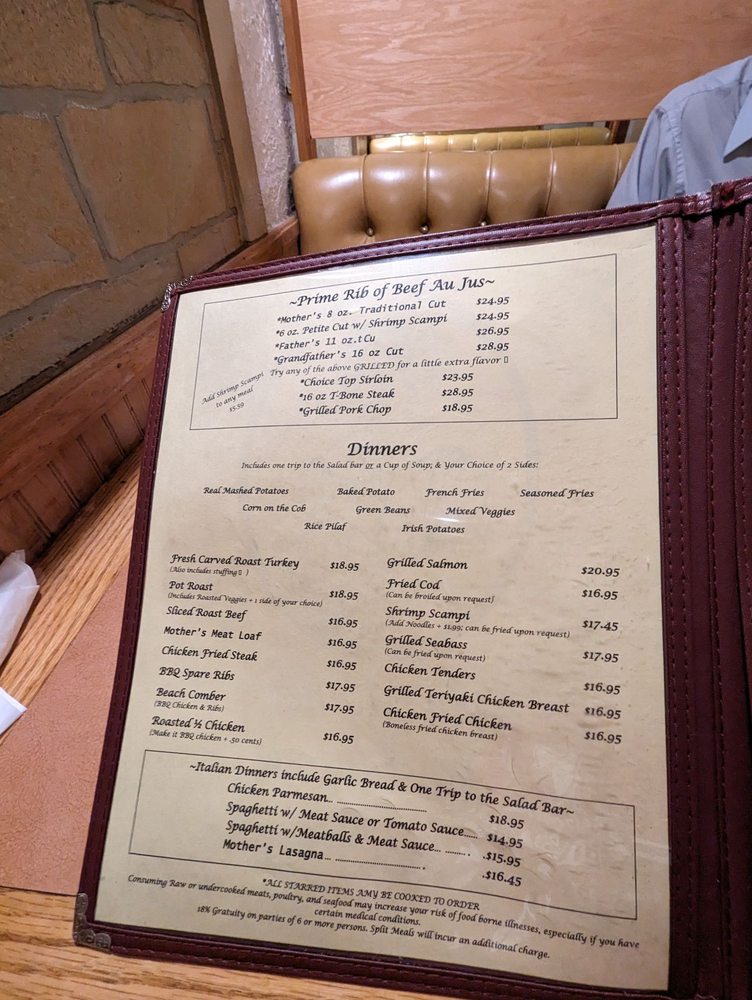 ~Prime Rib of Beef Au Jus~
*Mother's 8 oz. Traditional Cut $24.95
*6 oz. Petite Cut w/ Shrimp Scampi $24.95
*Father's 11 oz.tCu $26.95
*Grandfather's 16 oz Cut $28.95
Try any of the above GRILLED for a little extra flavor
Add Shrimp Scampi
to any meal
$5.59
*Choice Top Sirloin $23.95
*16 oz T-Bone Steak $28.95
*Grilled Pork Chop $18.95
Dinners
Includes one trip to the Salad bar or a Cup of Soup; & Your Choice of 2 Sides:
Real Mashed Potatoes Baked Potato French Fries Seasoned Fries
Corn on the Cob Green Beans Mixed Veggies
Rice Pilaf Irish Potatoes
Fresh Carved Roast Turkey $18.95
(Also includes stuffing )
Pot Roast $18.95
(Includes Roasted Veggies + 1 side of your choice)
Sliced Roast Beef $16.95
Mother's Meat Loaf $16.95
Chicken Fried Steak $16.95
BBQ Spare Ribs $17.95
Beach Comber $17.95
(BBQ Chicken & Ribs)
Roasted ½ Chicken $16.95
(Make it BBQ chicken + .50 cents)
Grilled Salmon $20.95
Fried Cod $16.95
(Can be broiled upon request)
Shrimp Scampi $17.45
(Add Noodles + $1.99; can be fried upon request)
Grilled Seabass $17.95
(Can be fried upon request)
Chicken Tenders $16.95
Grilled Teriyaki Chicken Breast $16.95
Chicken Fried Chicken $16.95
(Boneless fried chicken breast)
~Italian Dinners include Garlic Bread & One Trip to the Salad Bar~
Chicken Parmesan... ............................ $18.95
Spaghetti w/ Meat Sauce or Tomato Sauce...... $14.95
Spaghetti w/Meatballs & Meat Sauce... ........ . .$15.95
Mother's Lasagna... ............................ . .$16.45
*ALL STARRED ITEMS AMY BE COOKED TO ORDER
Consuming Raw or undercooked meats, poultry, and seafood may increase your risk of food borne illnesses, especially if you have
certain medical conditions.
18% Gratuity on parties of 6 or more persons. Split Meals will incur an additional charge.